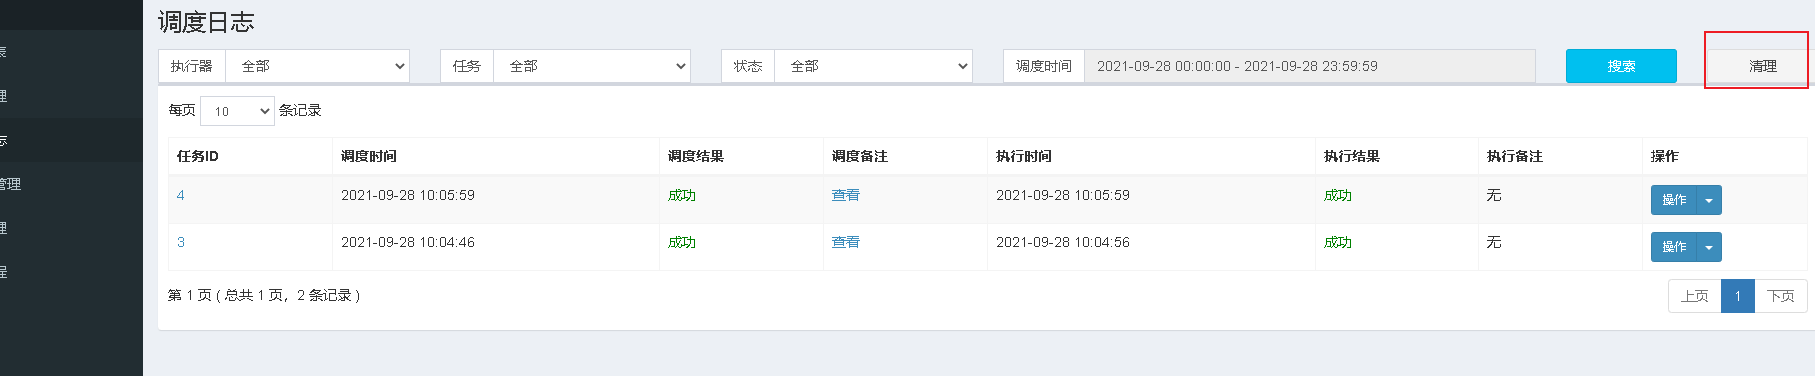 调度日志
表
理
志
管理
理
程
执行器 全部 任务 全部 状态 全部 调度时间 2021-09-28 00:00:00 - 2021-09-28 23:59:59 搜索 清理
每页 10 条记录
任务ID 调度时间 调度结果 调度备注 执行时间 执行结果 执行备注 操作
4 2021-09-28 10:05:59 成功 查看 2021-09-28 10:05:59 成功 无 操作
3 2021-09-28 10:04:46 成功 查看 2021-09-28 10:04:56 成功 无 操作
第 1 页 ( 总共 1 页，2 条记录 ) 上页 1 下页